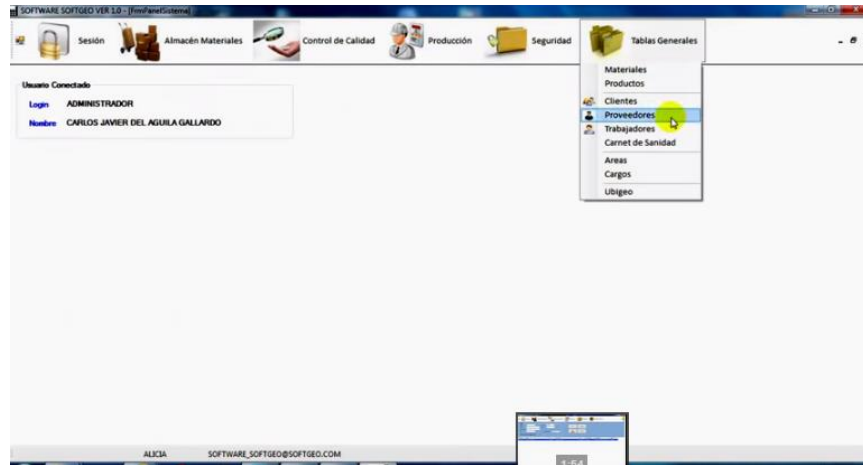 SOFTWARE SOFTGEO VER 1.0 - [FrmPanelSistema]
Sesión
Almacén Materiales
Control de Calidad
Producción
Seguridad
Tablas Generales
Usuario Conectado
Login ADMINISTRADOR
Nombre CARLOS JAVIER DEL AGUILA GALLARDO
Materiales
Productos
Clientes
Proveedores
Trabajadores
Carnet de Sanidad
Areas
Cargos
Ubigeo
ALICIA SOFTWARE_SOFTGEO@SOFTGEO.COM
1:54